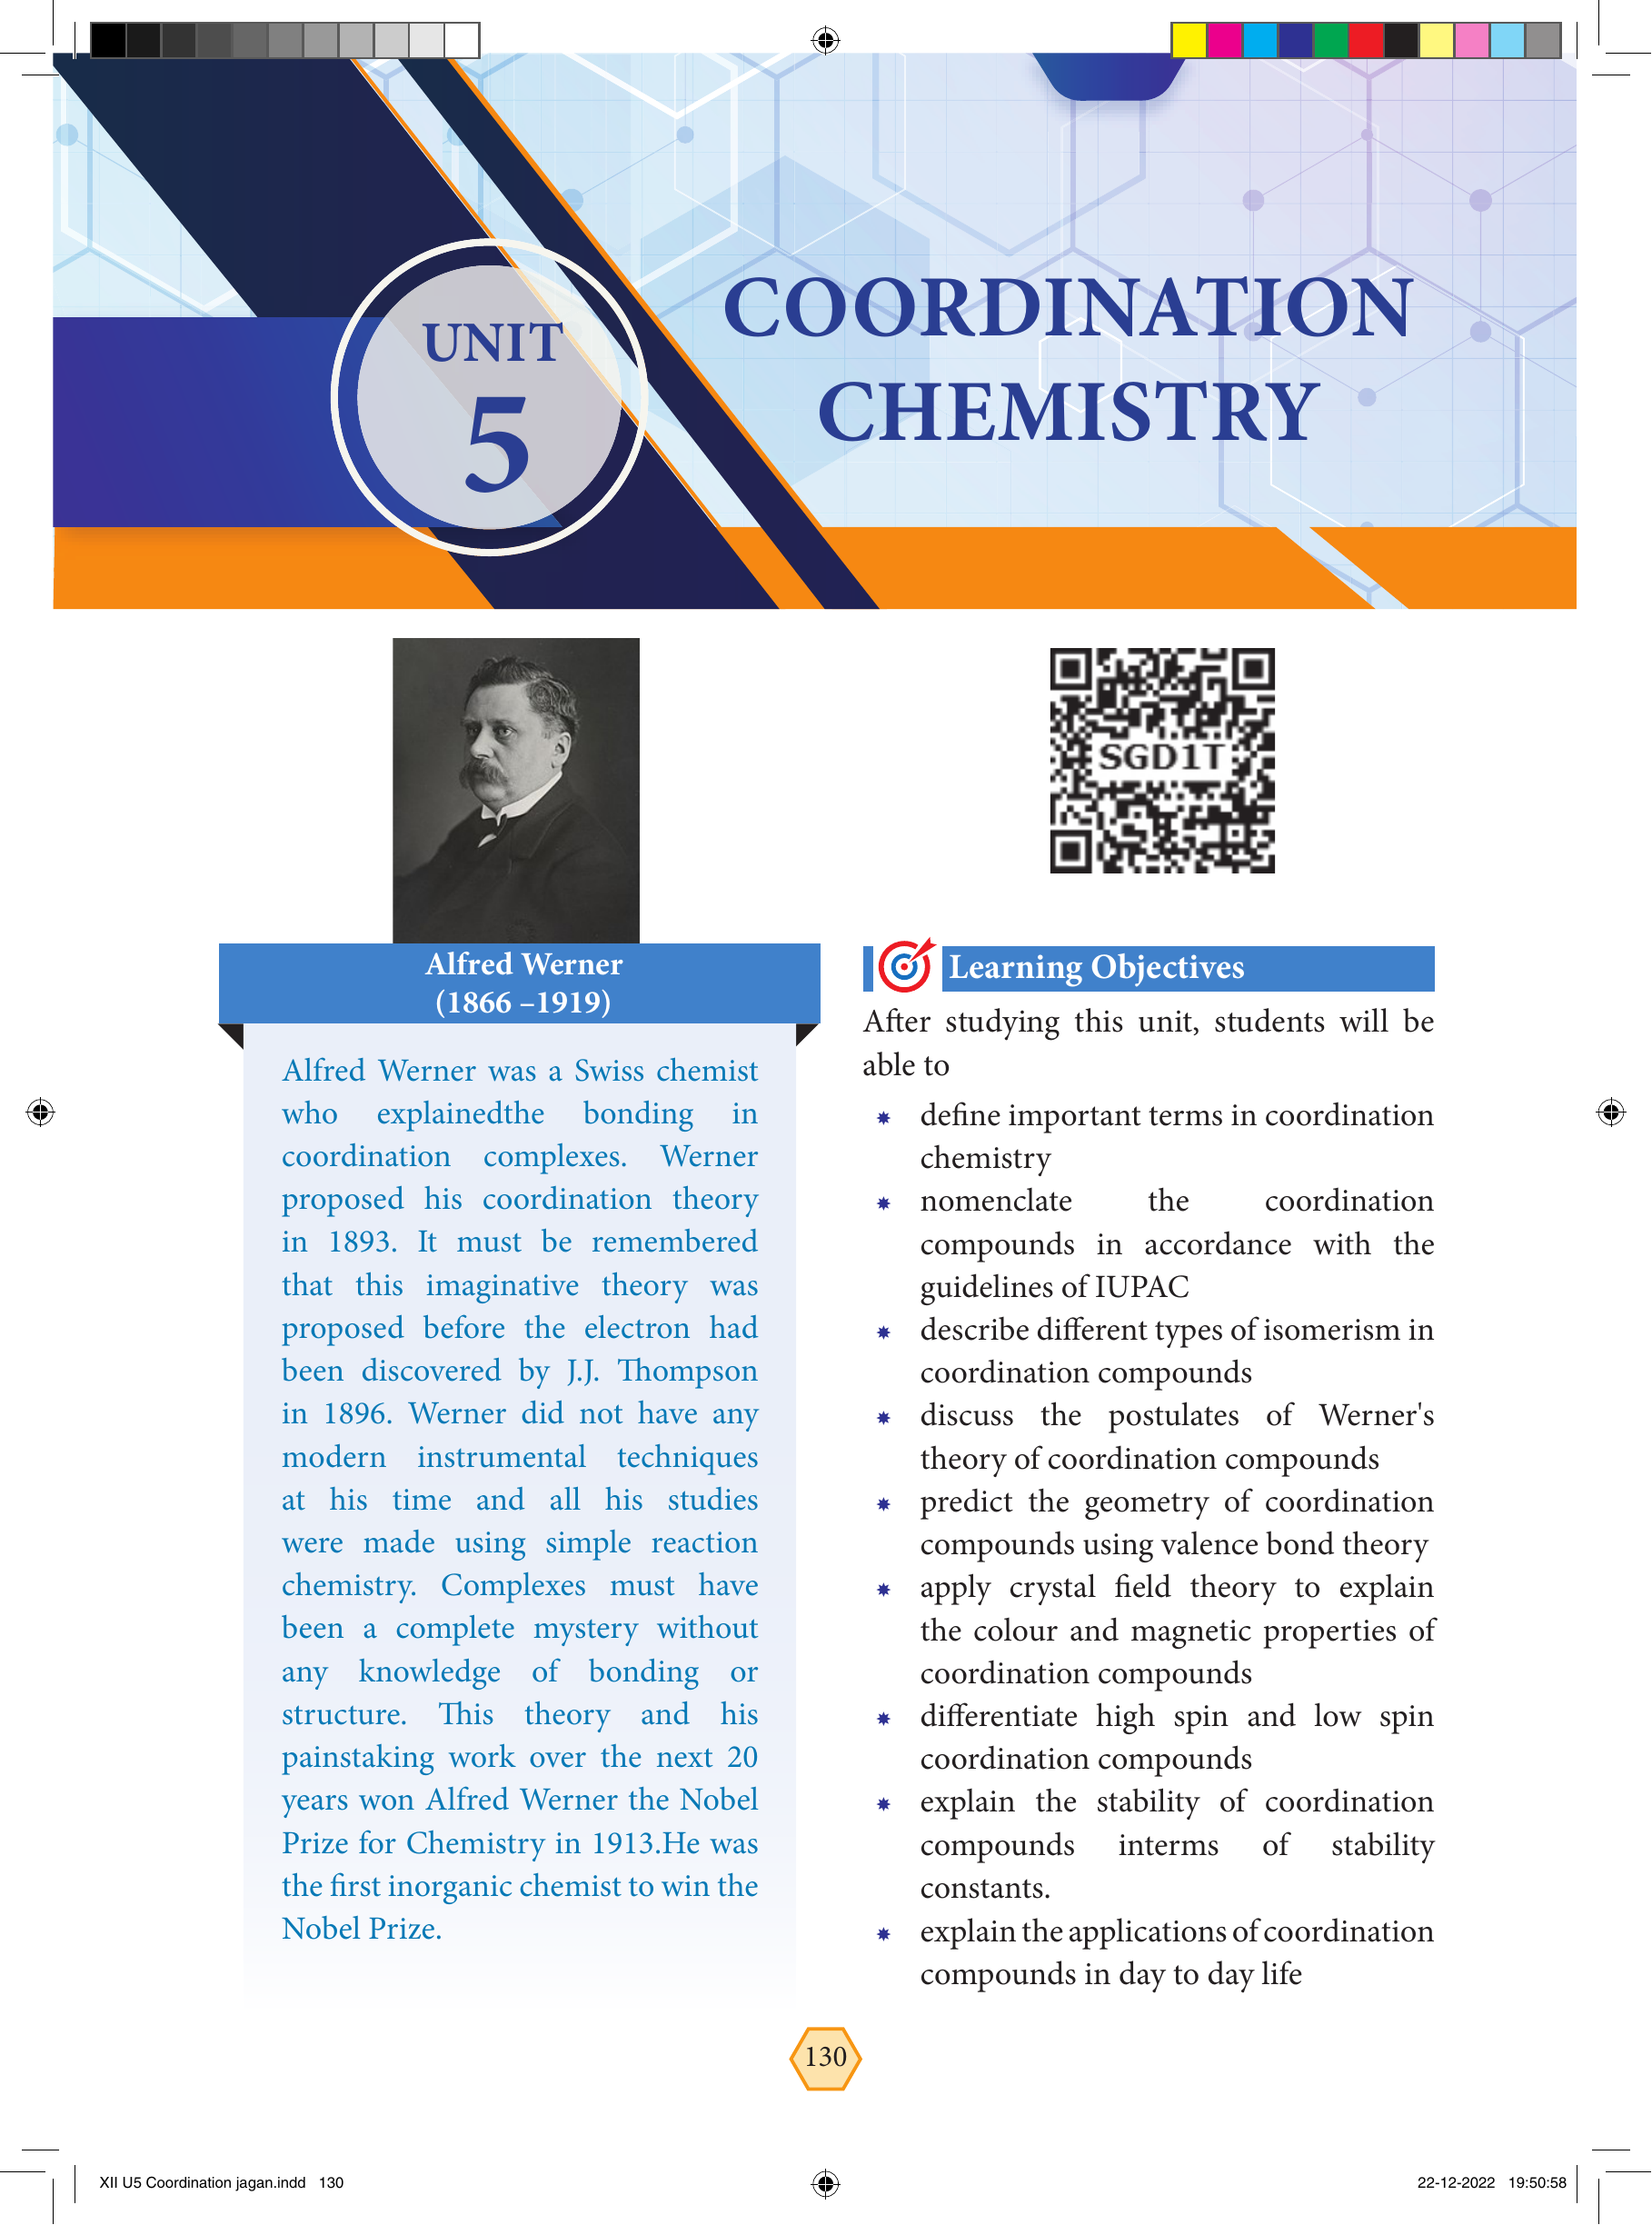 UNIT
5
COORDINATION
CHEMISTRY
SGD1T
Alfred Werner
(1866 –1919)
Alfred Werner was a Swiss chemist
who explainedthe bonding in
coordination complexes. Werner
proposed his coordination theory
in 1893. It must be remembered
that this imaginative theory was
proposed before the electron had
been discovered by J.J. Thompson
in 1896. Werner did not have any
modern instrumental techniques
at his time and all his studies
were made using simple reaction
chemistry. Complexes must have
been a complete mystery without
any knowledge of bonding or
structure. This theory and his
painstaking work over the next 20
years won Alfred Werner the Nobel
Prize for Chemistry in 1913.He was
the first inorganic chemist to win the
Nobel Prize.
Learning Objectives
After studying this unit, students will be
able to
✸ define important terms in coordination
chemistry
✸ nomenclate the coordination
compounds in accordance with the
guidelines of IUPAC
✸ describe different types of isomerism in
coordination compounds
✸ discuss the postulates of Werner's
theory of coordination compounds
✸ predict the geometry of coordination
compounds using valence bond theory
✸ apply crystal field theory to explain
the colour and magnetic properties of
coordination compounds
✸ differentiate high spin and low spin
coordination compounds
✸ explain the stability of coordination
compounds interms of stability
constants.
✸ explain the applications of coordination
compounds in day to day life
130
XII U5 Coordination jagan.indd 130
22-12-2022 19:50:58